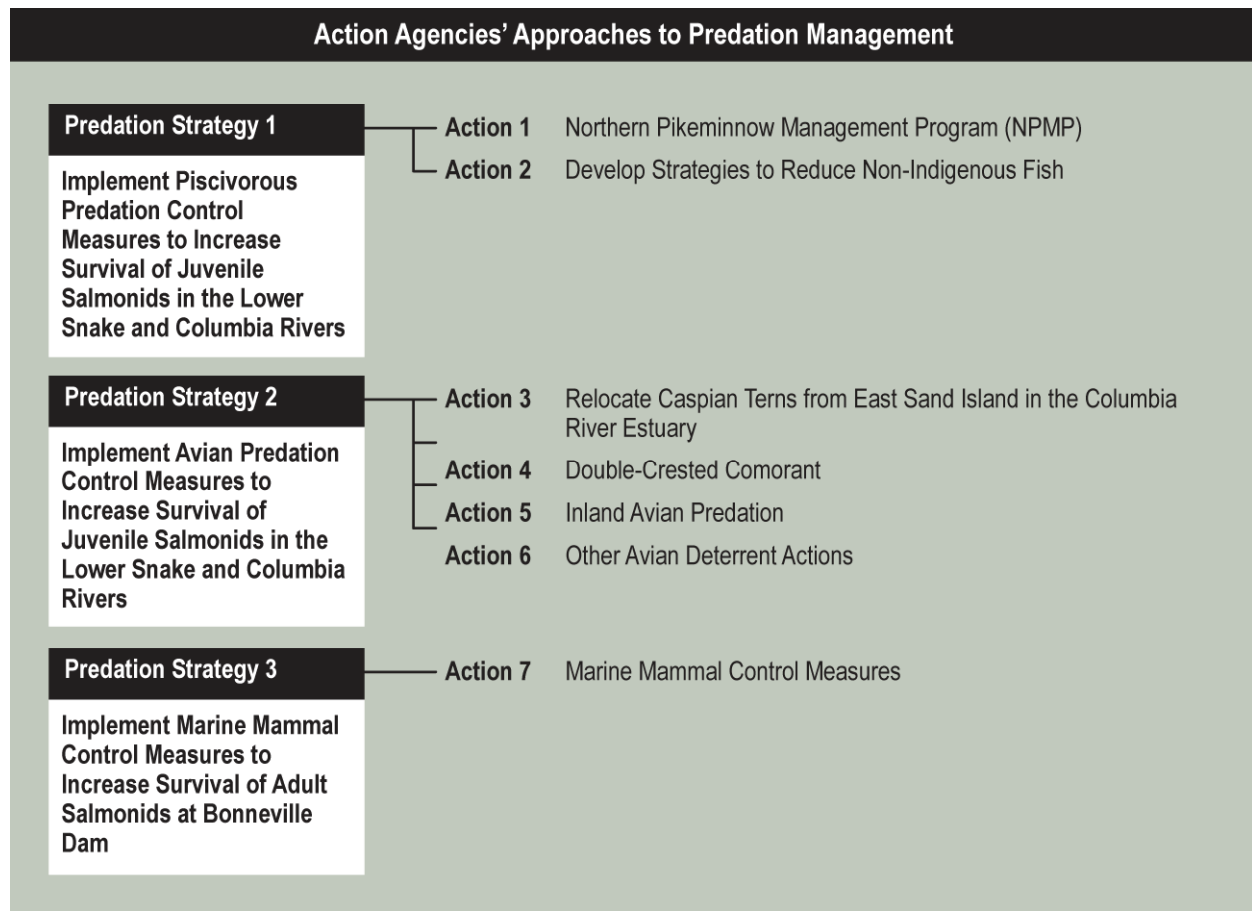 Action Agencies' Approaches to Predation Management
Predation Strategy 1
Implement Piscivorous
Predation Control
Measures to Increase
Survival of Juvenile
Salmonids in the Lower
Snake and Columbia Rivers
Action 1 Northern Pikeminnow Management Program (NPMP)
Action 2 Develop Strategies to Reduce Non-Indigenous Fish
Predation Strategy 2
Implement Avian Predation
Control Measures to
Increase Survival of
Juvenile Salmonids in the
Lower Snake and Columbia
Rivers
Action 3 Relocate Caspian Terns from East Sand Island in the Columbia
River Estuary
Action 4 Double-Crested Comorant
Action 5 Inland Avian Predation
Action 6 Other Avian Deterrent Actions
Predation Strategy 3
Implement Marine Mammal
Control Measures to
Increase Survival of Adult
Salmonids at Bonneville
Dam
Action 7 Marine Mammal Control Measures